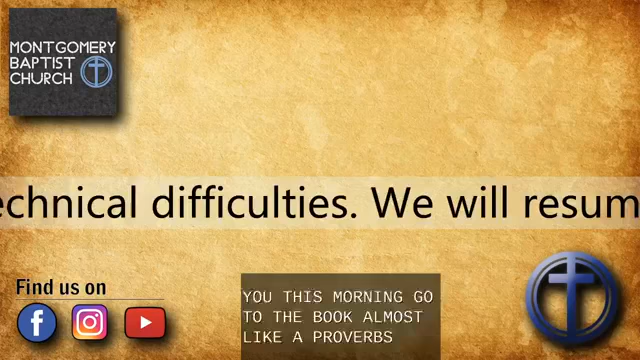 MONTGOMERY
BAPTIST
CHURCH
technical difficulties. We will resum
Find us on
YOU THIS MORNING GO
TO THE BOOK ALMOST
LIKE A PROVERBS